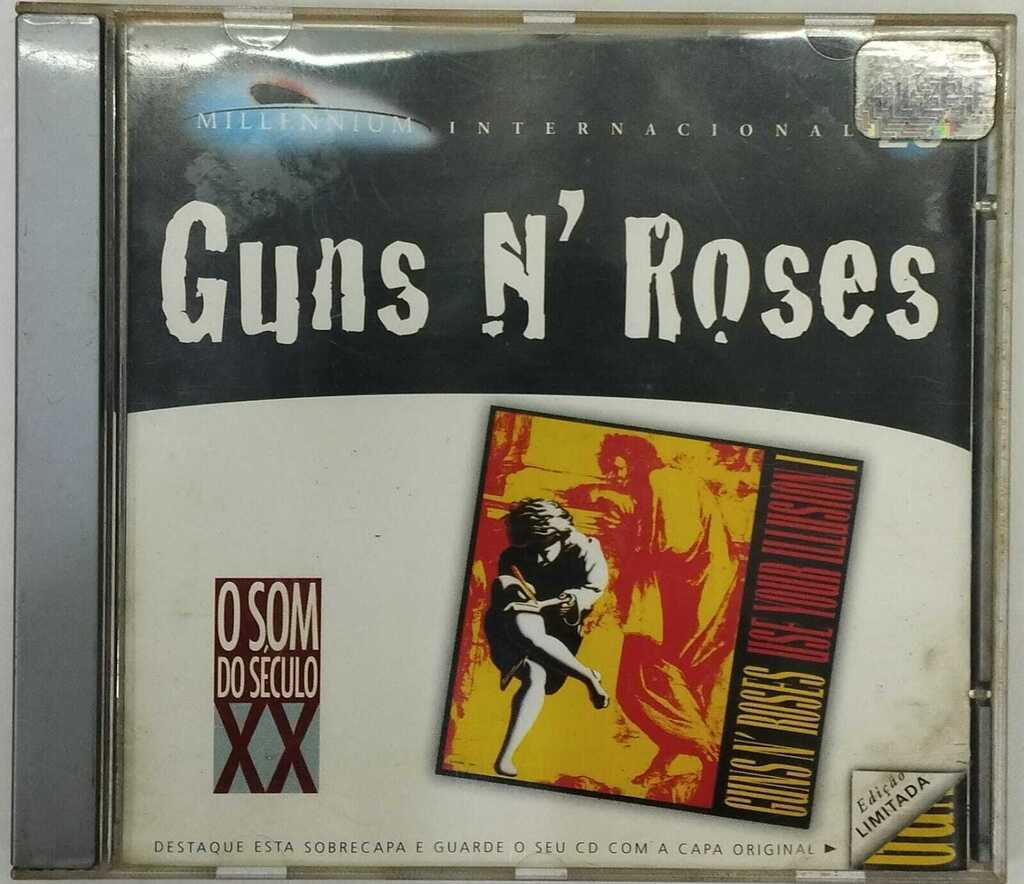 MILLENNIUM INTERNACIONAL
GUNS N' ROSES
O SOM
DO SÉCULO
XX
GUNS N' ROSES USE YOUR ILLUSION I
Edição
LIMITADA
DESTAQUE ESTA SOBRECAPA E GUARDE O SEU CD COM A CAPA ORIGINAL ►